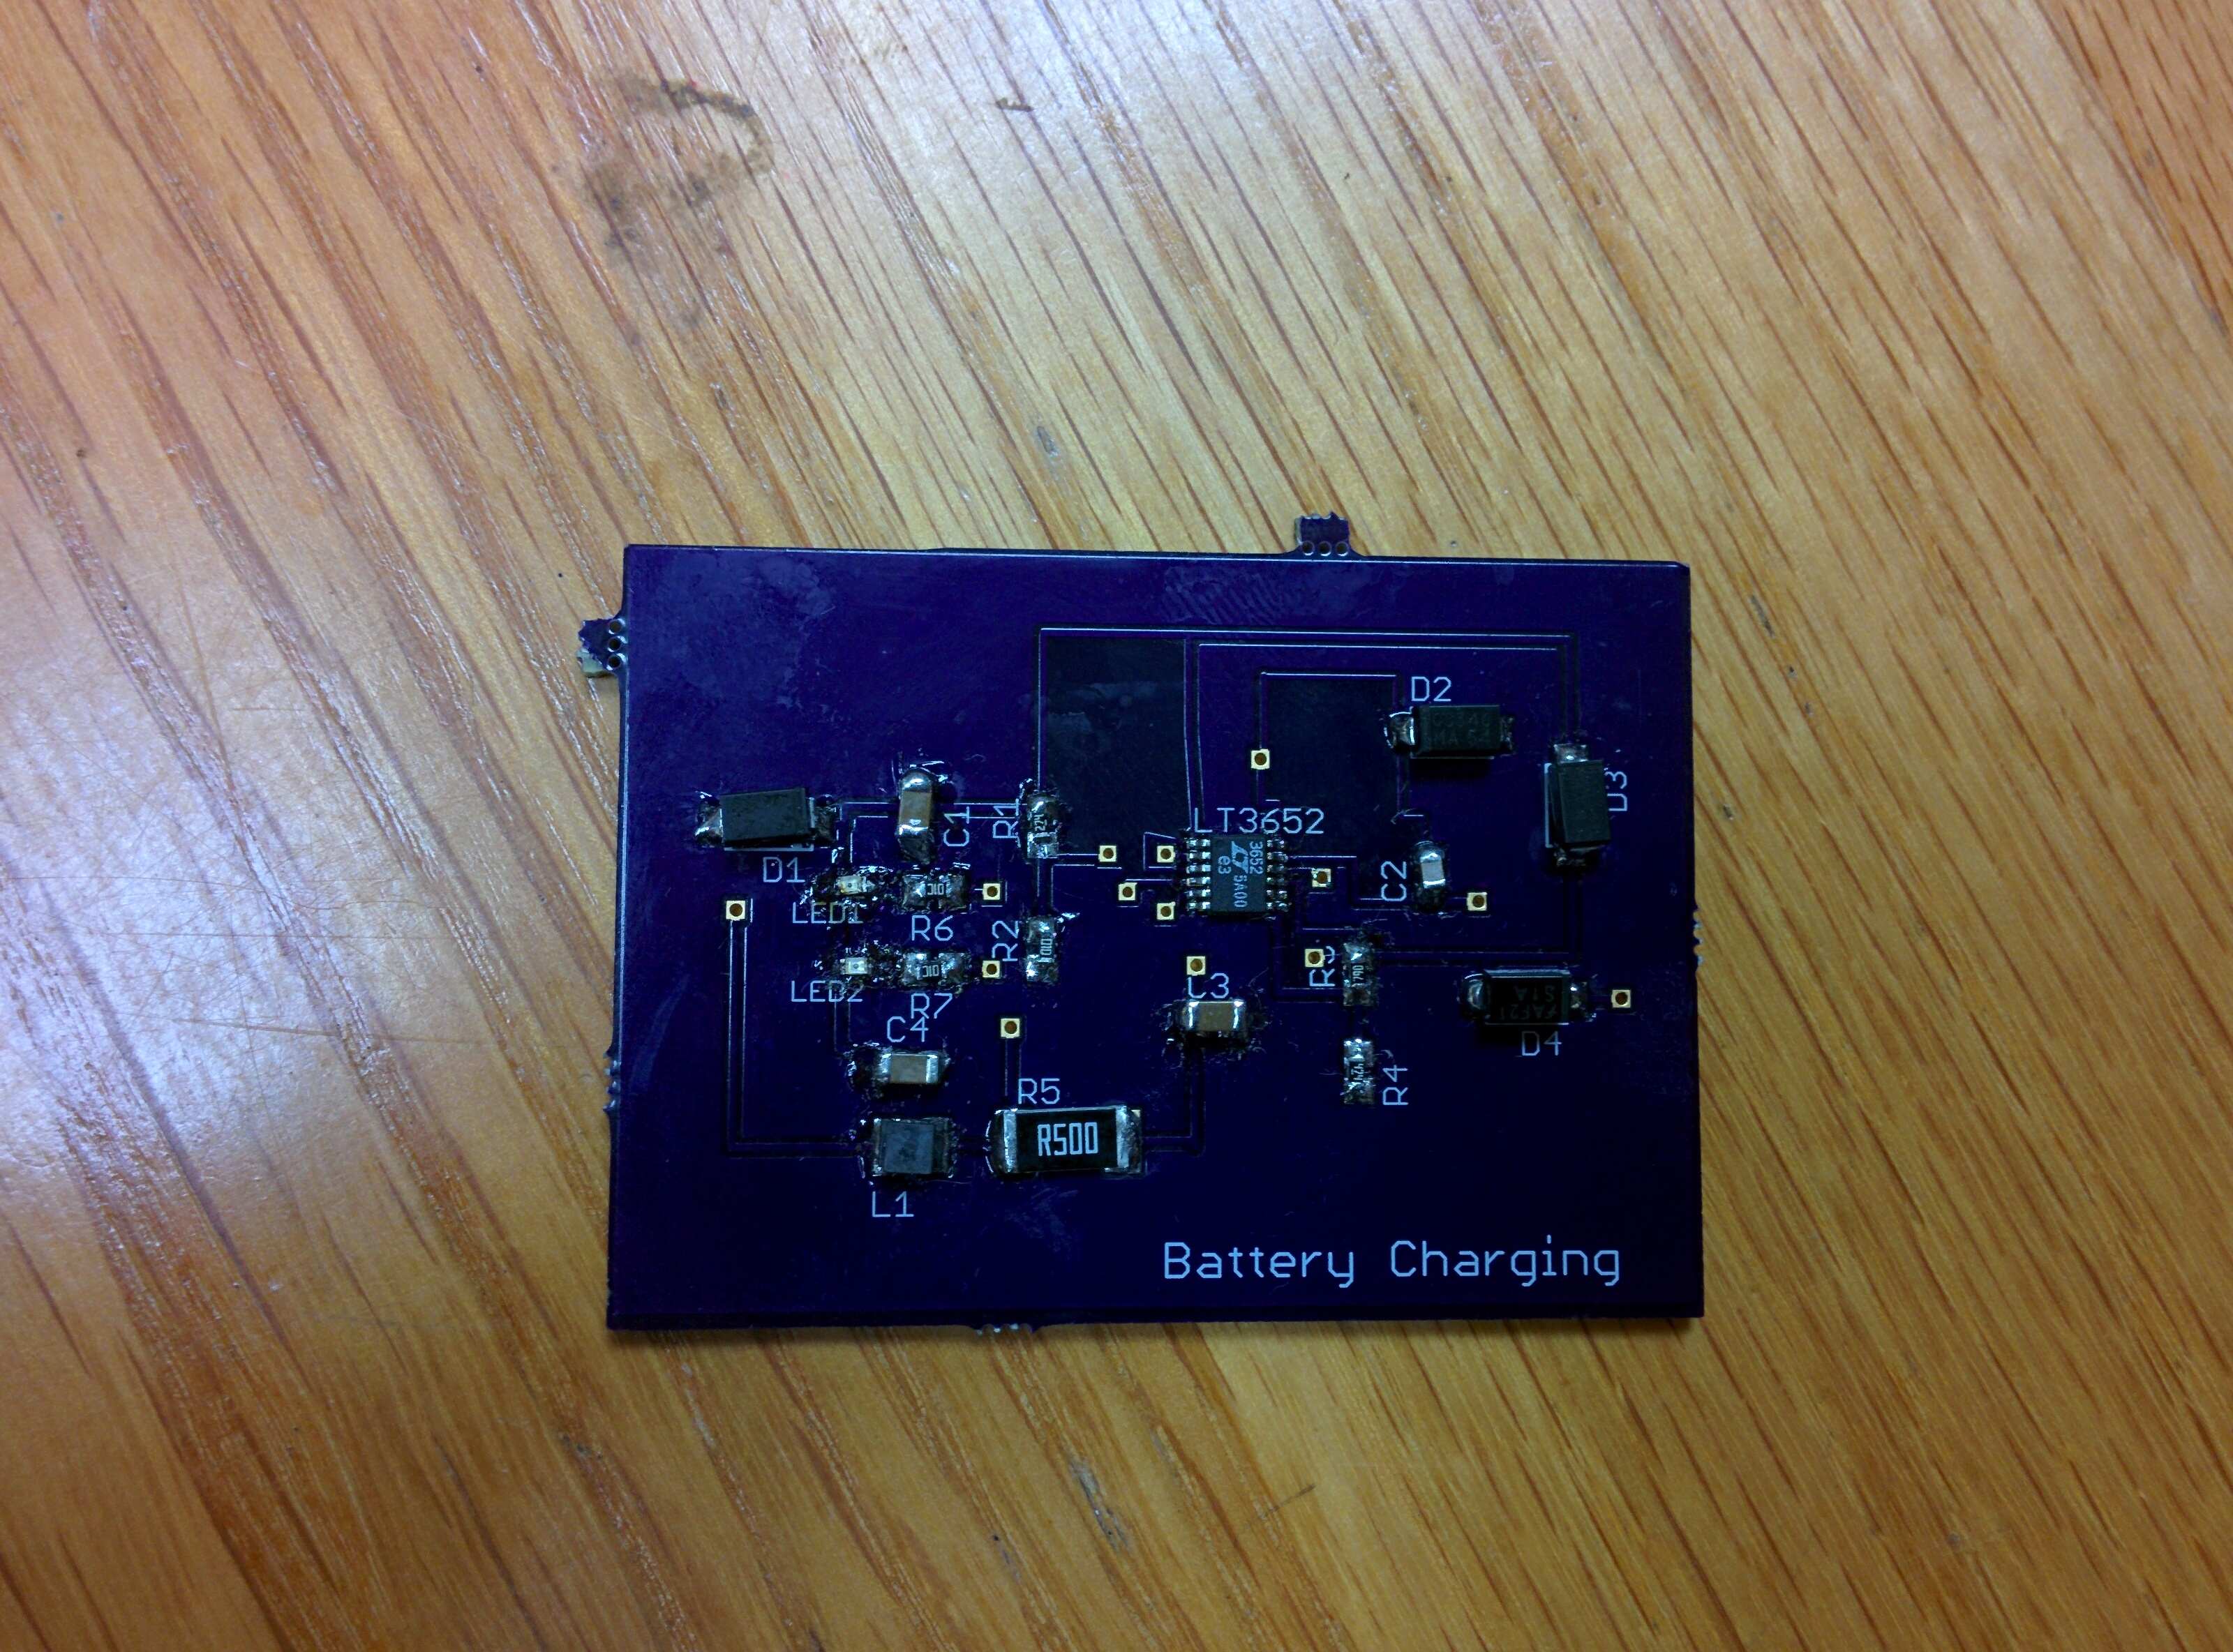 D2
D3
LT3652
C1
R1
3652
5A00
e3
D1
C2
LED1
R6
R2
R3
LED2
R7
C3
C4
D4
R5
R4
R500
L1
Battery Charging